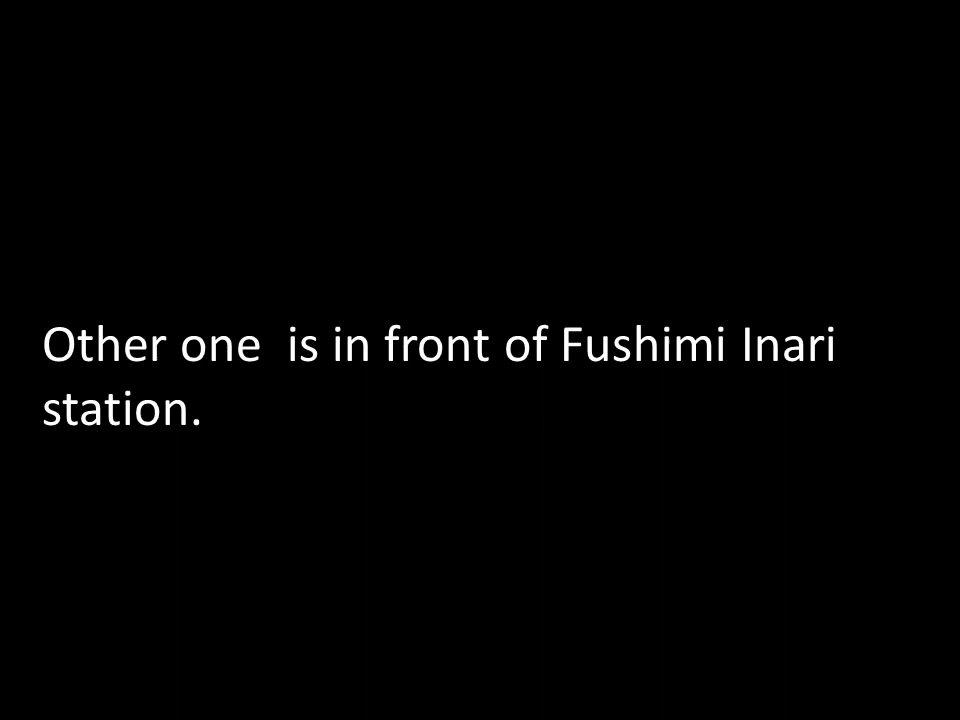 Other one  is in front of Fushimi Inari
station.